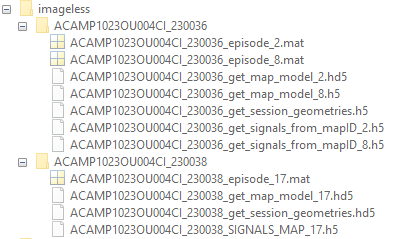 imageless
ACAMP1023OU004CI_230036
ACAMP1023OU004CI_230036_episode_2.mat
ACAMP1023OU004CI_230036_episode_8.mat
ACAMP1023OU004CI_230036_get_map_model_2.hd5
ACAMP1023OU004CI_230036_get_map_model_8.h5
ACAMP1023OU004CI_230036_get_session_geometries.h5
ACAMP1023OU004CI_230036_get_signals_from_mapID_2.h5
ACAMP1023OU004CI_230036_get_signals_from_mapID_8.h5
ACAMP1023OU004CI_230038
ACAMP1023OU004CI_230038_episode_17.mat
ACAMP1023OU004CI_230038_get_map_model_17.hd5
ACAMP1023OU004CI_230038_get_session_geometries.hd5
ACAMP1023OU004CI_230038_SIGNALS_MAP_17.h5